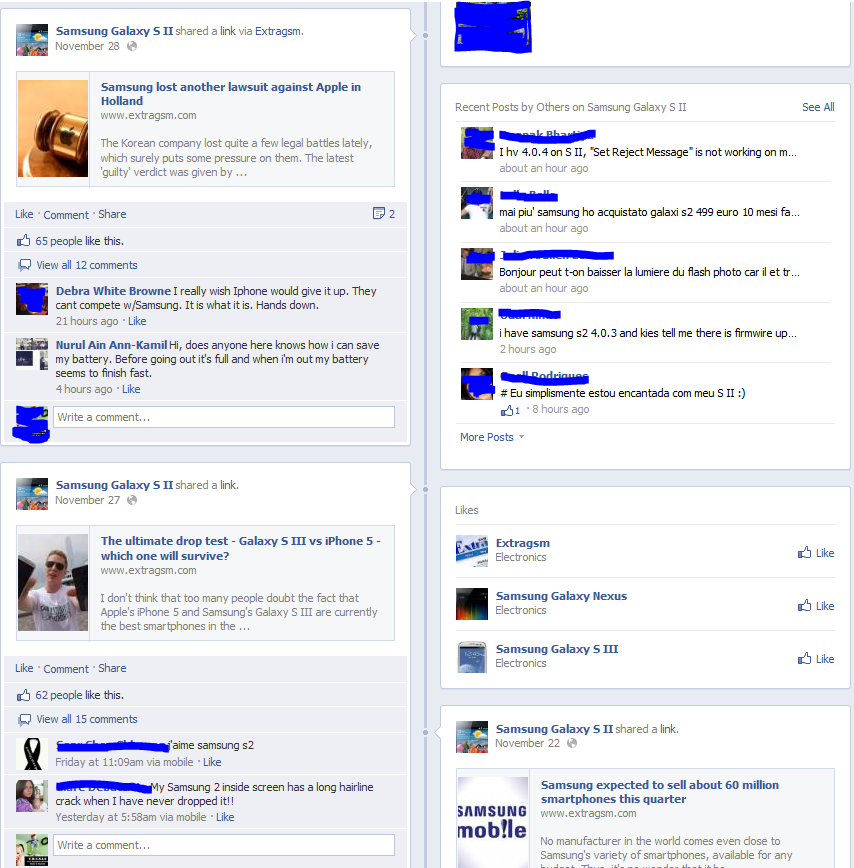 Samsung Galaxy S II shared a link via Extragsm.
November 28
Samsung lost another lawsuit against Apple in
Holland
www.extragsm.com
The Korean company lost quite a few legal battles lately,
which surely puts some pressure on them. The latest
'guilty' verdict was given by ...
Like · Comment · Share
2
65 people like this.
View all 12 comments
Debra White Browne I really wish Iphone would give it up. They
cant compete w/Samsung. It is what it is. Hands down.
21 hours ago · Like
Nurul Ain Ann-Kamil Hi, does anyone here knows how i can save
my battery. Before going out it's full and when i'm out my battery
seems to finish fast.
4 hours ago · Like
Write a comment...
Samsung Galaxy S II shared a link.
November 27
The ultimate drop test - Galaxy S III vs iPhone 5 -
which one will survive?
www.extragsm.com
I don't think that too many people doubt the fact that
Apple's iPhone 5 and Samsung's Galaxy S III are currently
the best smartphones in the ...
Like · Comment · Share
62 people like this.
View all 15 comments
j'aime samsung s2
Friday at 11:09am via mobile · Like
My Samsung 2 inside screen has a long hairline
crack when I have never dropped it!!
Yesterday at 5:58am via mobile · Like
Write a comment...
Recent Posts by Others on Samsung Galaxy S II
See All
I hv 4.0.4 on S II, "Set Reject Message" is not working on m...
about an hour ago
mai piu' samsung ho acquistato galaxi s2 499 euro 10 mesi fa...
about an hour ago
Bonjour peut t-on baisser la lumiere du flash photo car il et tr...
about an hour ago
i have samsung s2 4.0.3 and kies tell me there is firmwire up...
2 hours ago
Rodrigues
# Eu simplismente estou encantada com meu S II :)
1 · 8 hours ago
More Posts
Likes
Extragsm
Electronics
Like
Samsung Galaxy Nexus
Electronics
Like
Samsung Galaxy S III
Electronics
Like
Samsung Galaxy S II shared a link.
November 22
SAMSUNG
mobile
Samsung expected to sell about 60 million
smartphones this quarter
www.extragsm.com
No manufacturer in the world comes even close to
Samsung's variety of smartphones, available for any